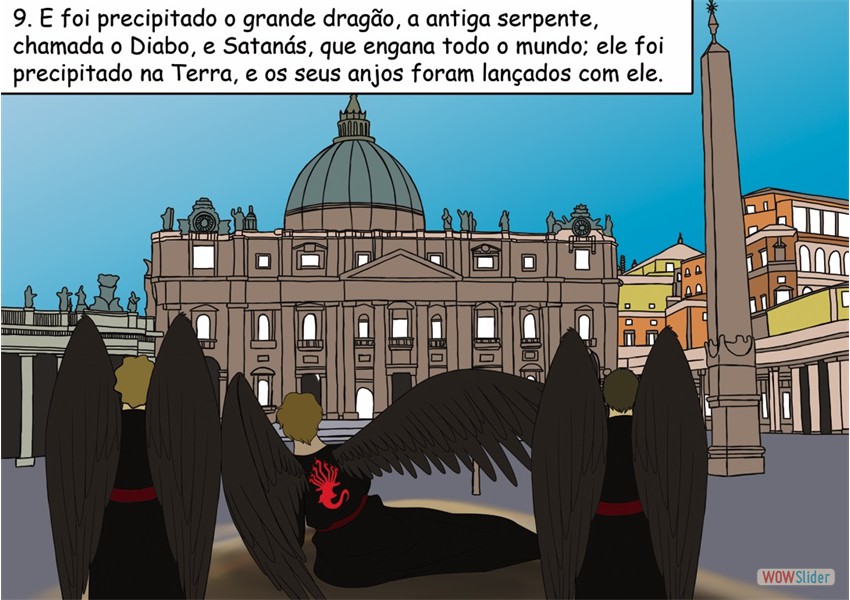 9. E foi precipitado o grande dragão, a antiga serpente,
chamada o Diabo, e Satanás, que engana todo o mundo; ele foi
precipitado na Terra, e os seus anjos foram lançados com ele.
WOWSlider